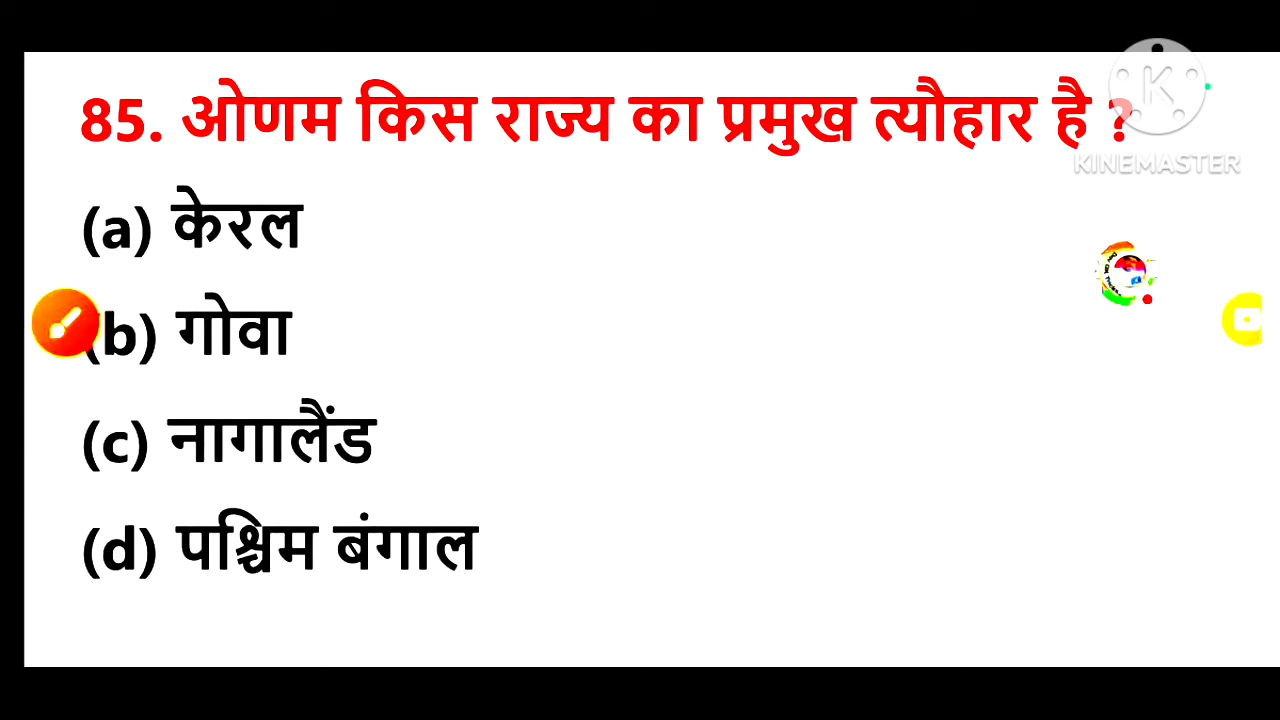 85. ओणम किस राज्य का प्रमुख त्यौहार है ?
KINEMASTER
(a) केरल
(b) गोवा
(c) नागालैंड
(d) पश्चिम बंगाल